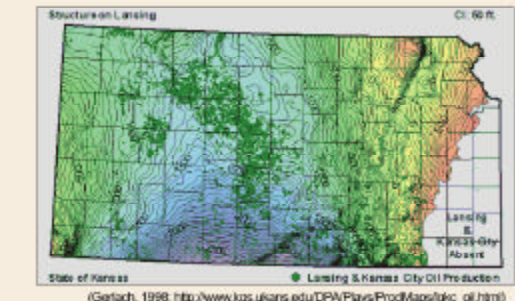 Structure on Lansing CI: 50 ft.
Lansing
&
Kansas City
Absent
State of Kansas Lansing & Kansas City Oil Production
(Gerlach, 1998; http://www.kgs.ukans.edu/DPA/Plays/ProdMaps/lqkc_oil.html)